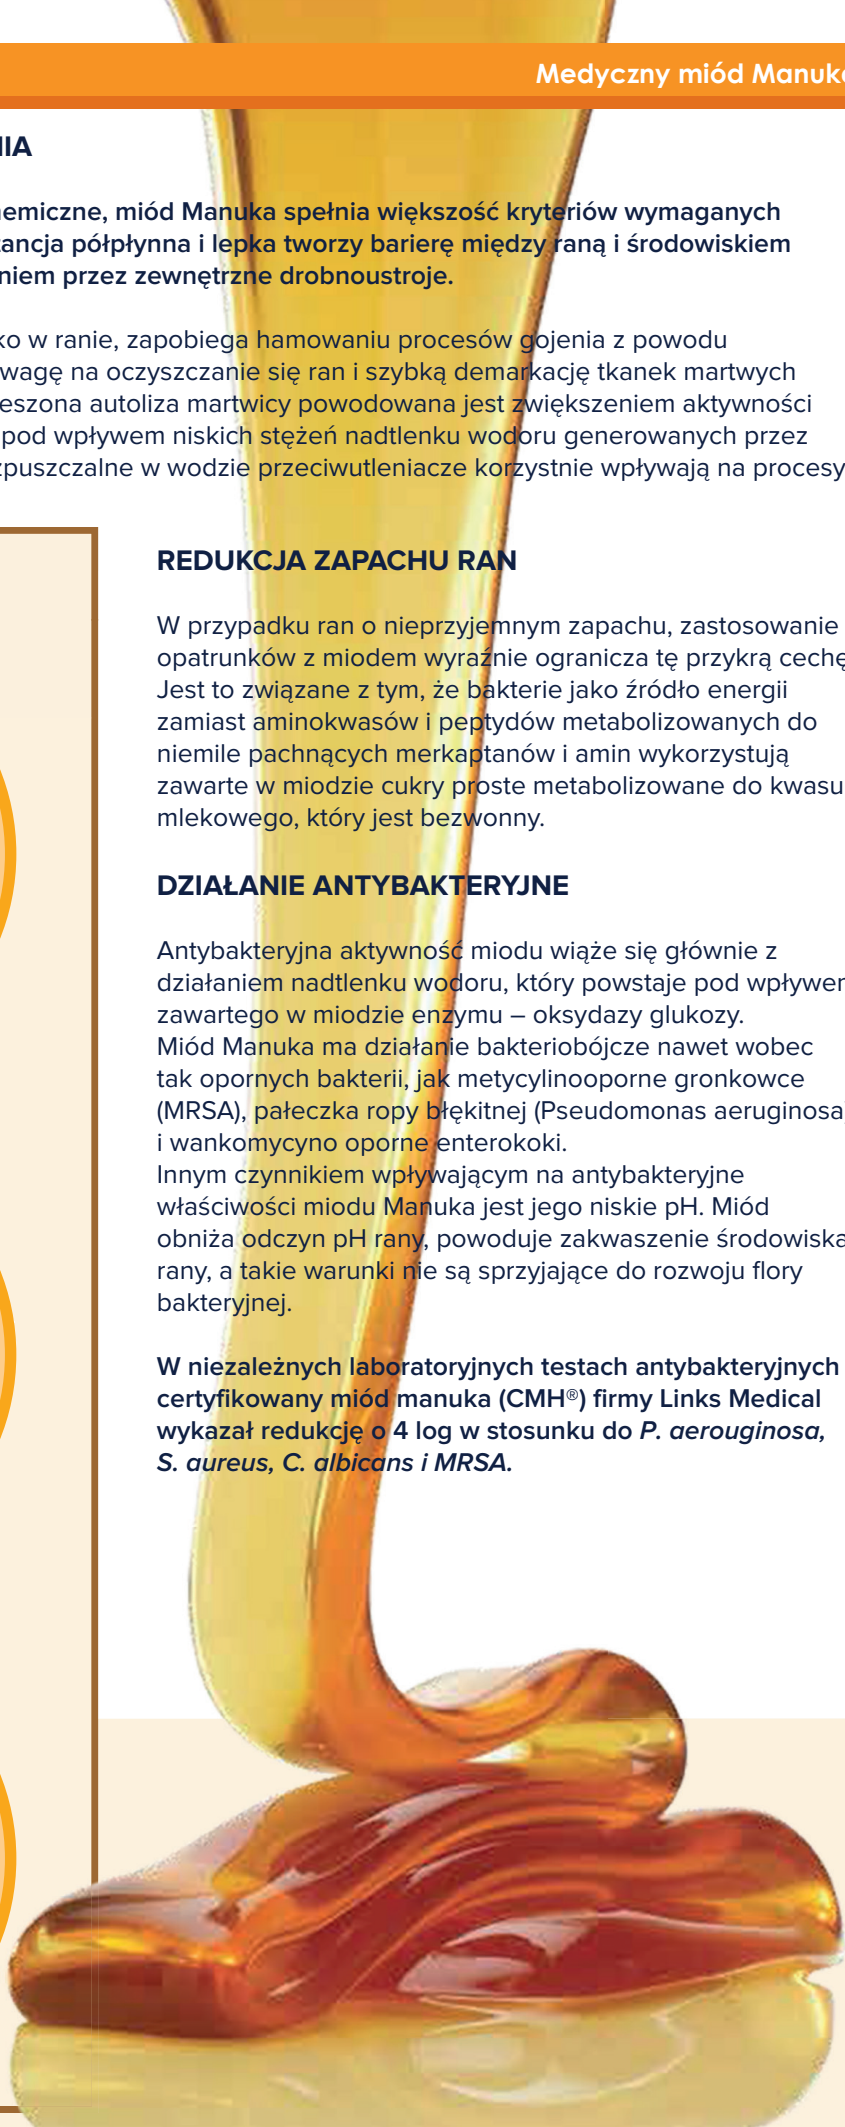 Medyczny miód Manuka
NIA
hemiczne, miód Manuka spełnia większość kryteriów wymaganych
tancja półpłynna i lepka tworzy barierę między raną i środowiskiem
niem przez zewnętrzne drobnoustroje.
ko w ranie, zapobiega hamowaniu procesów gojenia z powodu
wagę na oczyszczanie się ran i szybką demarkację tkanek martwych
eszona autoliza martwicy powodowana jest zwiększeniem aktywności
pod wpływem niskich stężeń nadtlenku wodoru generowanych przez
zpuszczalne w wodzie przeciwutleniacze korzystnie wpływają na procesy
REDUKCJA ZAPACHU RAN
W przypadku ran o nieprzyjemnym zapachu, zastosowanie
opatrunków z miodem wyraźnie ogranicza tę przykrą cechę
Jest to związane z tym, że bakterie jako źródło energii
zamiast aminokwasów i peptydów metabolizowanych do
niemile pachnących merkaptanów i amin wykorzystują
zawarte w miodzie cukry proste metabolizowane do kwasu
mlekowego, który jest bezwonny.
DZIAŁANIE ANTYBAKTERYJNE
Antybakteryjna aktywność miodu wiąże się głównie z
działaniem nadtlenku wodoru, który powstaje pod wpływem
zawartego w miodzie enzymu – oksydazy glukozy.
Miód Manuka ma działanie bakteriobójcze nawet wobec
tak opornych bakterii, jak metycylinooporne gronkowce
(MRSA), pałeczka ropy błękitnej (Pseudomonas aeruginosa)
i wankomycyno oporne enterokoki.
Innym czynnikiem wpływającym na antybakteryjne
właściwości miodu Manuka jest jego niskie pH. Miód
obniża odczyn pH rany, powoduje zakwaszenie środowiska
rany, a takie warunki nie są sprzyjające do rozwoju flory
bakteryjnej.
W niezależnych laboratoryjnych testach antybakteryjnych
certyfikowany miód manuka (CMH®) firmy Links Medical
wykazał redukcję o 4 log w stosunku do P. aerouginosa,
S. aureus, C. albicans i MRSA.